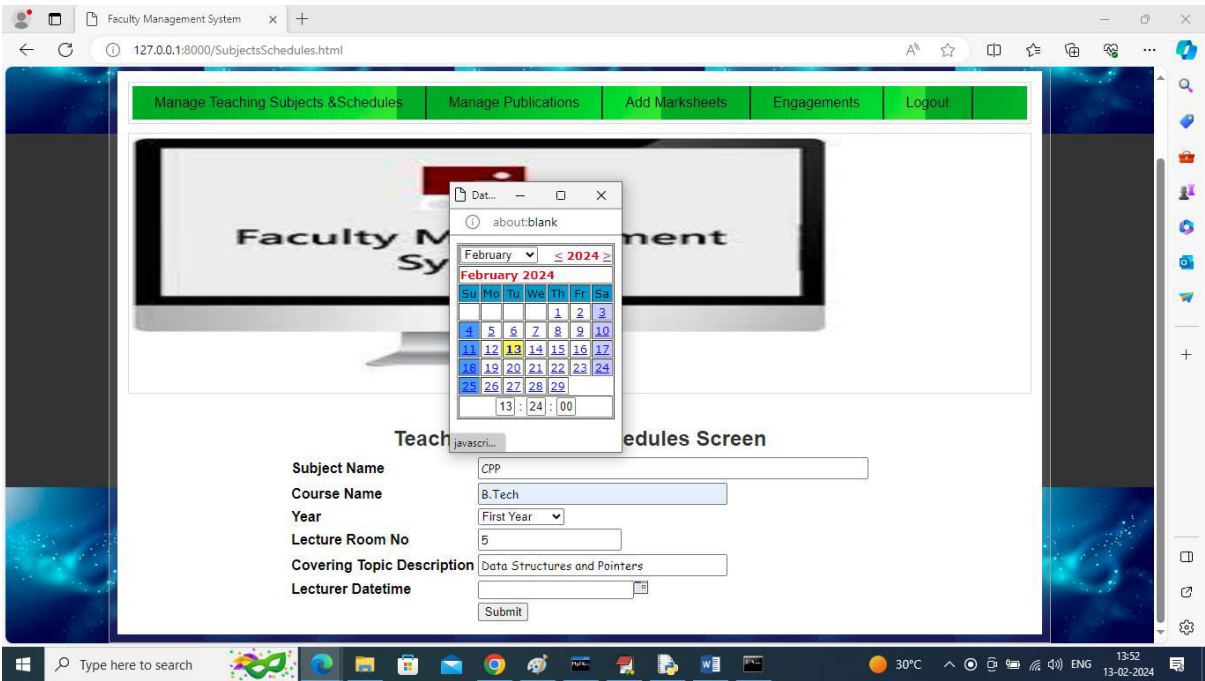 Faculty Management System
127.0.0.1:8000/SubjectsSchedules.html
Manage Teaching Subjects &Schedules Manage Publications Add Marksheets Engagements Logout
Dat...
about:blank
Faculty M ement
Sy
February < 2024 >
February 2024
Su Mo Tu We Th Fr Sa
1 2 3
4 5 6 7 8 9 10
11 12 13 14 15 16 17
18 19 20 21 22 23 24
25 26 27 28 29
13 : 24 : 00
javascri...
Teach edules Screen
Subject Name CPP
Course Name B.Tech
Year First Year
Lecture Room No 5
Covering Topic Description Data Structures and Pointers
Lecturer Datetime
Submit
Type here to search 30°C ENG 13:52
13-02-2024